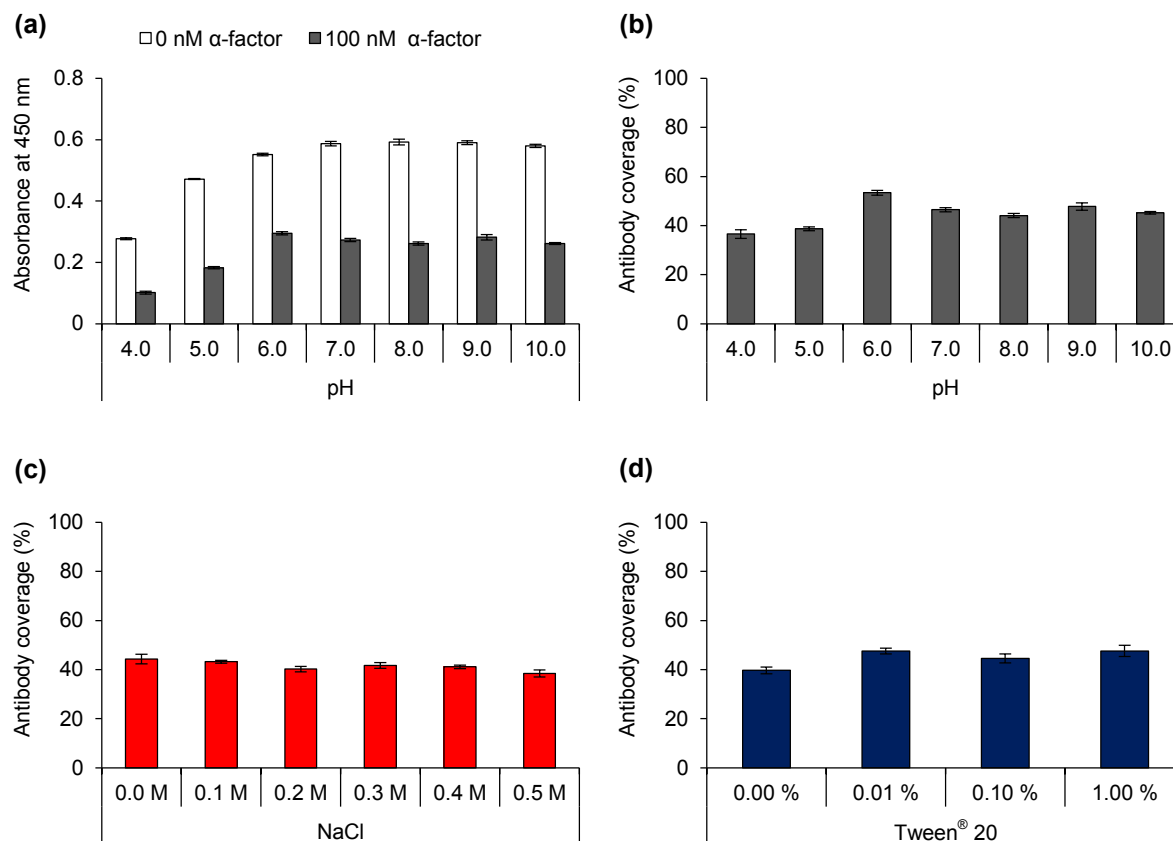 (a)
0 nM α-factor 100 nM α-factor
Absorbance at 450 nm
0.8
0.6
0.4
0.2
0
4.0 5.0 6.0 7.0 8.0 9.0 10.0
pH
(b)
Antibody coverage (%)
100
80
60
40
20
0
4.0 5.0 6.0 7.0 8.0 9.0 10.0
pH
(c)
Antibody coverage (%)
100
80
60
40
20
0
0.0 M 0.1 M 0.2 M 0.3 M 0.4 M 0.5 M
NaCl
(d)
Antibody coverage (%)
100
80
60
40
20
0
0.00 % 0.01 % 0.10 % 1.00 %
Tween® 20